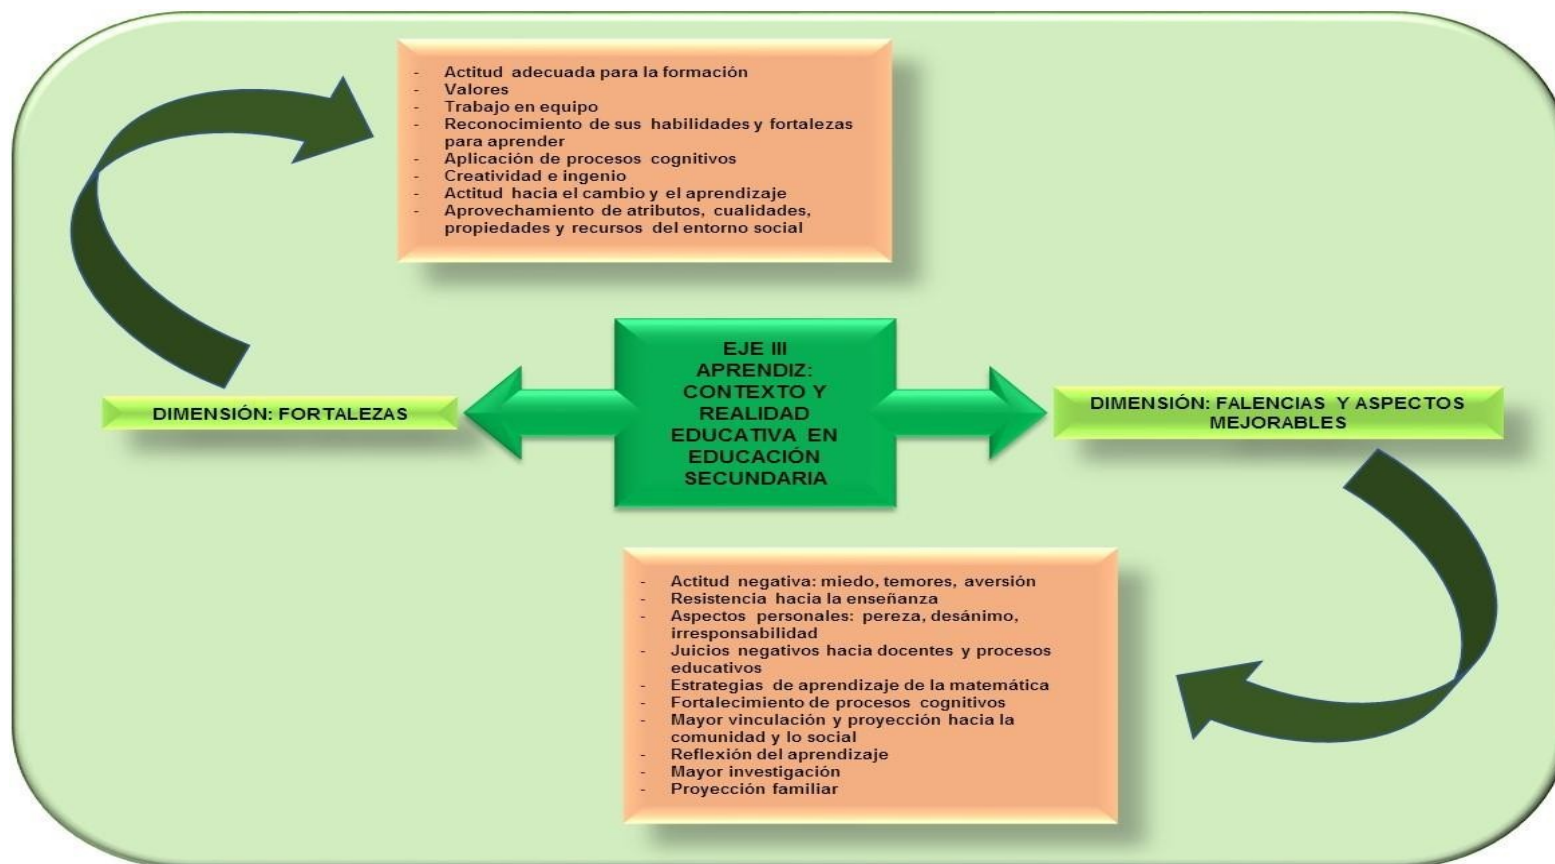 - Actitud adecuada para la formación
- Valores
- Trabajo en equipo
- Reconocimiento de sus habilidades y fortalezas
para aprender
- Aplicación de procesos cognitivos
- Creatividad e ingenio
- Actitud hacia el cambio y el aprendizaje
- Aprovechamiento de atributos, cualidades,
propiedades y recursos del entorno social
EJE III
APRENDIZ:
CONTEXTO Y
REALIDAD
EDUCATIVA EN
EDUCACIÓN
SECUNDARIA
DIMENSIÓN: FORTALEZAS
DIMENSIÓN: FALENCIAS Y ASPECTOS
MEJORABLES
- Actitud negativa: miedo, temores, aversión
- Resistencia hacia la enseñanza
- Aspectos personales: pereza, desánimo,
irresponsabilidad
- Juicios negativos hacia docentes y procesos
educativos
- Estrategias de aprendizaje de la matemática
- Fortalecimiento de procesos cognitivos
- Mayor vinculación y proyección hacia la
comunidad y lo social
- Reflexión del aprendizaje
- Mayor investigación
- Proyección familiar